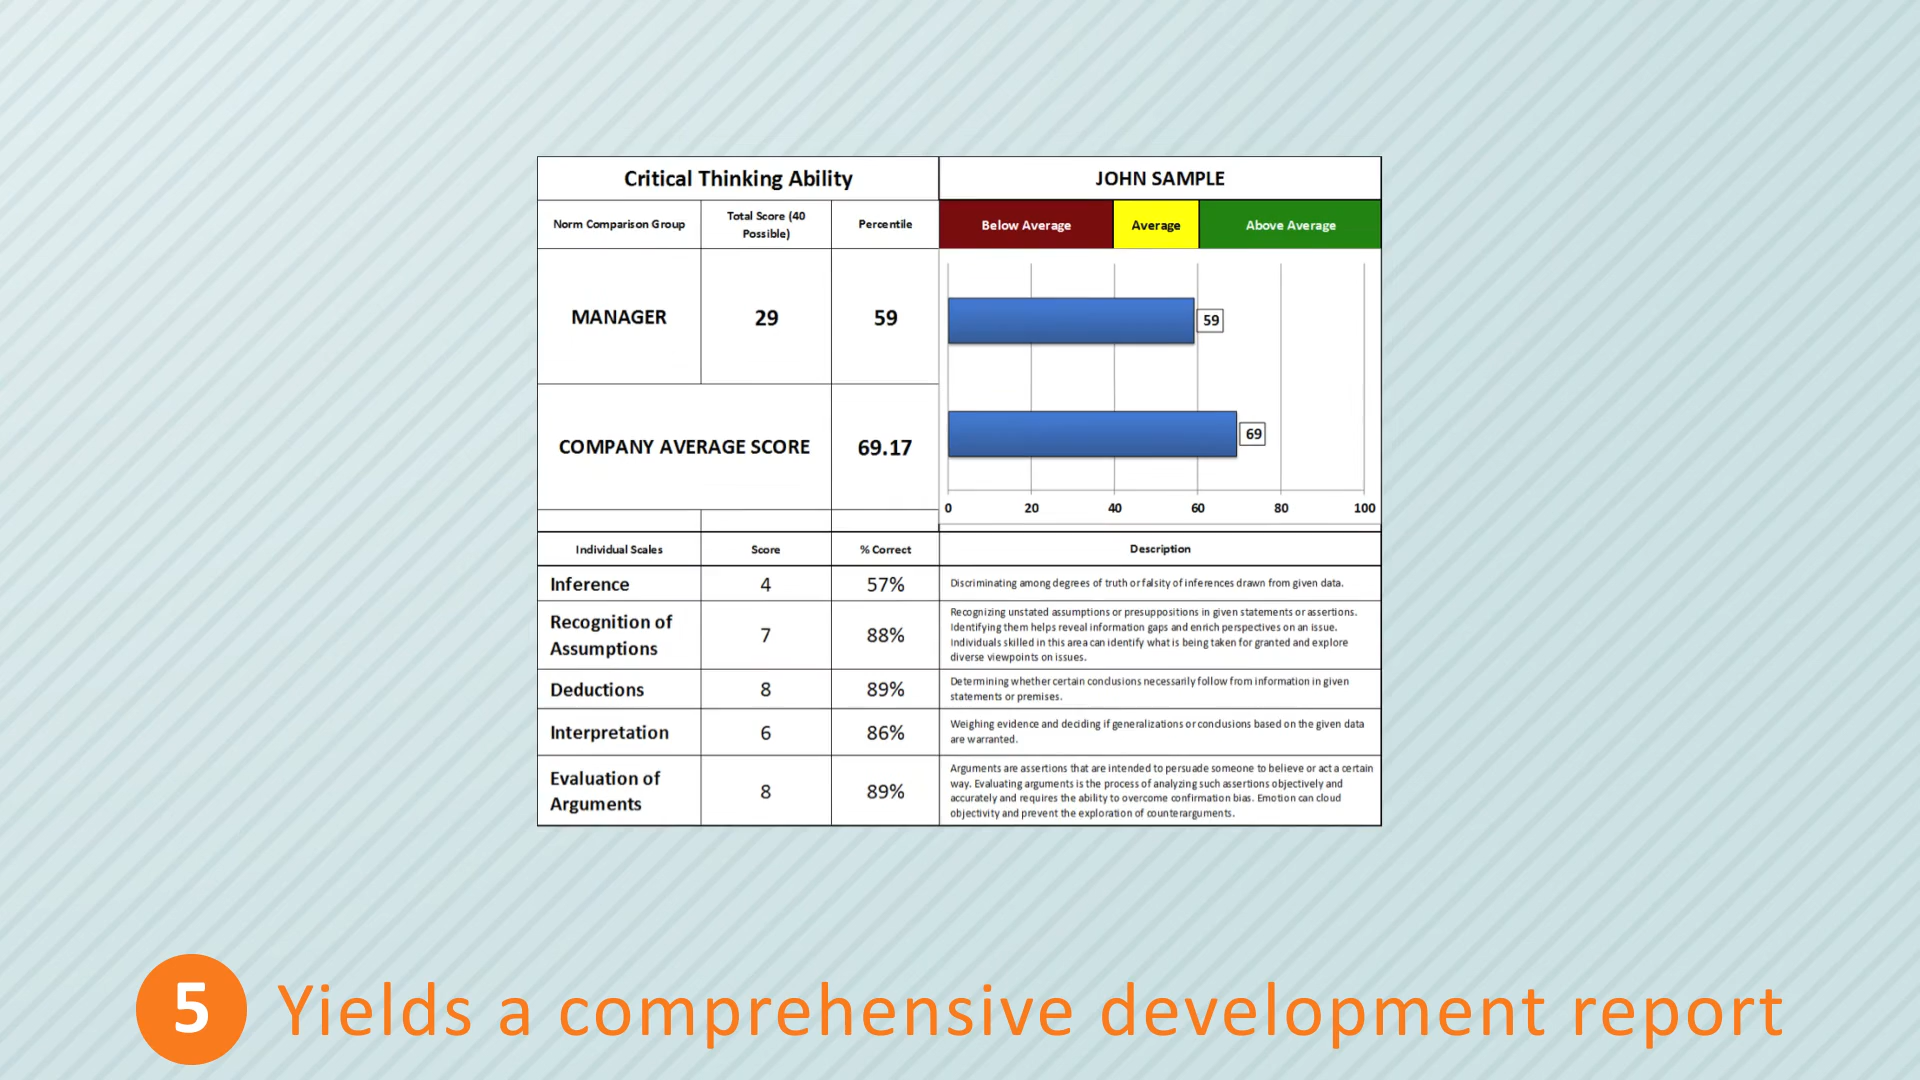 Critical Thinking Ability
JOHN SAMPLE
Norm Comparison Group
Total Score (40
Possible)
Percentile
Below Average
Average
Above Average
MANAGER
29
59
59
COMPANY AVERAGE SCORE
69.17
69
0 20 40 60 80 100
Individual Scales
Score
% Correct
Description
Inference
4
57%
Discriminating among degrees of truth or falsity of inferences drawn from given data.
Recognition of
Assumptions
7
88%
Recognizing unstated assumptions or presuppositions in given statements or assertions.
Identifying them helps reveal information gaps and enrich perspectives on an issue.
Individuals skilled in this area can identify what is being taken for granted and explore
diverse viewpoints on issues.
Deductions
8
89%
Determining whether certain conclusions necessarily follow from information in given
statements or premises.
Interpretation
6
86%
Weighing evidence and deciding if generalizations or conclusions based on the given data
are warranted.
Evaluation of
Arguments
8
89%
Arguments are assertions that are intended to persuade someone to believe or act a certain
way. Evaluating arguments is the process of analyzing such assertions objectively and
accurately and requires the ability to overcome confirmation bias. Emotion can cloud
objectivity and prevent the exploration of counterarguments.
5 Yields a comprehensive development report